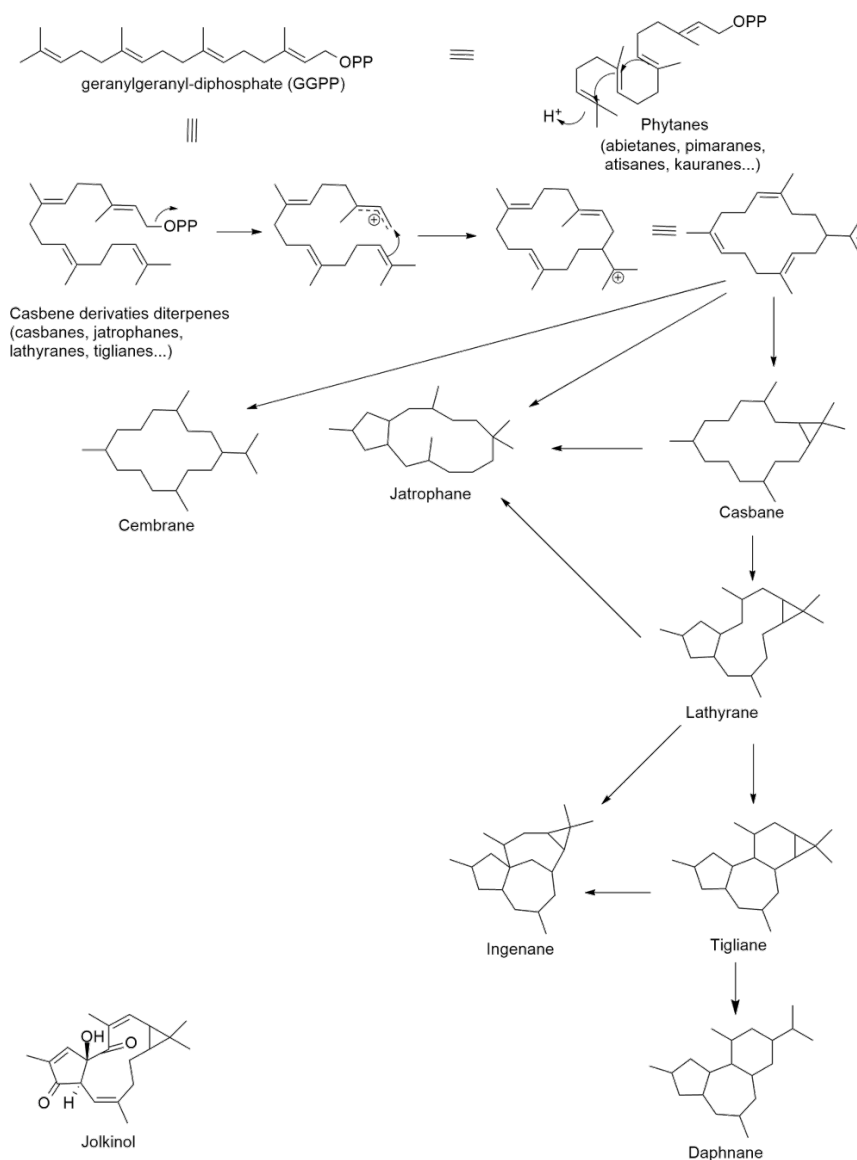 OPP
geranylgeranyl-diphosphate (GGPP)
OPP
H+
Phytanes
(abietanes, pimaranes,
atisanes, kauranes...)
OPP
Casbene derivaties diterpenes
(casbanes, jatrophanes,
lathyranes, tiglianes...)
Cembrane
Jatrophane
Casbane
Lathyrane
Ingenane
Tigliane
OH
O
O
H
Jolkinol
Daphnane